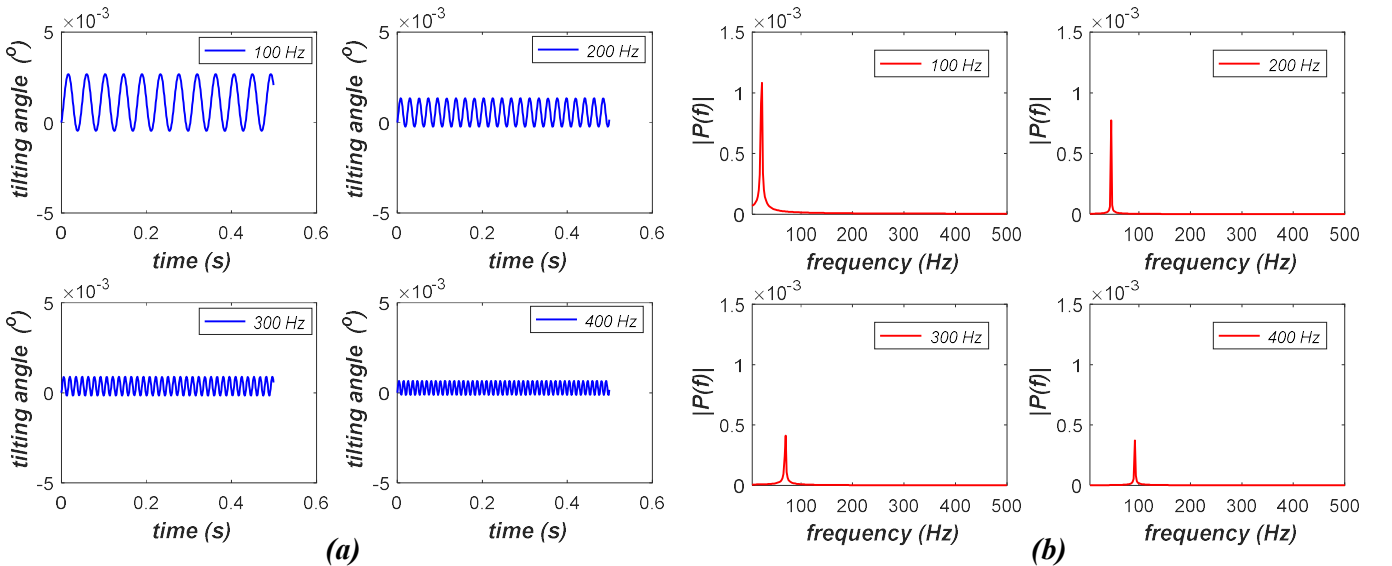 ×10⁻³
5
0
-5
tilting angle (º)
100 Hz
0 0.2 0.4 0.6
time (s)
×10⁻³
5
0
-5
tilting angle (º)
200 Hz
0 0.2 0.4 0.6
time (s)
×10⁻³
1.5
1
0.5
0
|P(f)|
100 Hz
100 200 300 400 500
frequency (Hz)
×10⁻³
1.5
1
0.5
0
|P(f)|
200 Hz
100 200 300 400 500
frequency (Hz)
×10⁻³
5
0
-5
tilting angle (º)
300 Hz
0 0.2 0.4 0.6
time (s)
×10⁻³
5
0
-5
tilting angle (º)
400 Hz
0 0.2 0.4 0.6
time (s)
×10⁻³
1.5
1
0.5
0
|P(f)|
300 Hz
100 200 300 400 500
frequency (Hz)
×10⁻³
1.5
1
0.5
0
|P(f)|
400 Hz
100 200 300 400 500
frequency (Hz)
(a)
(b)